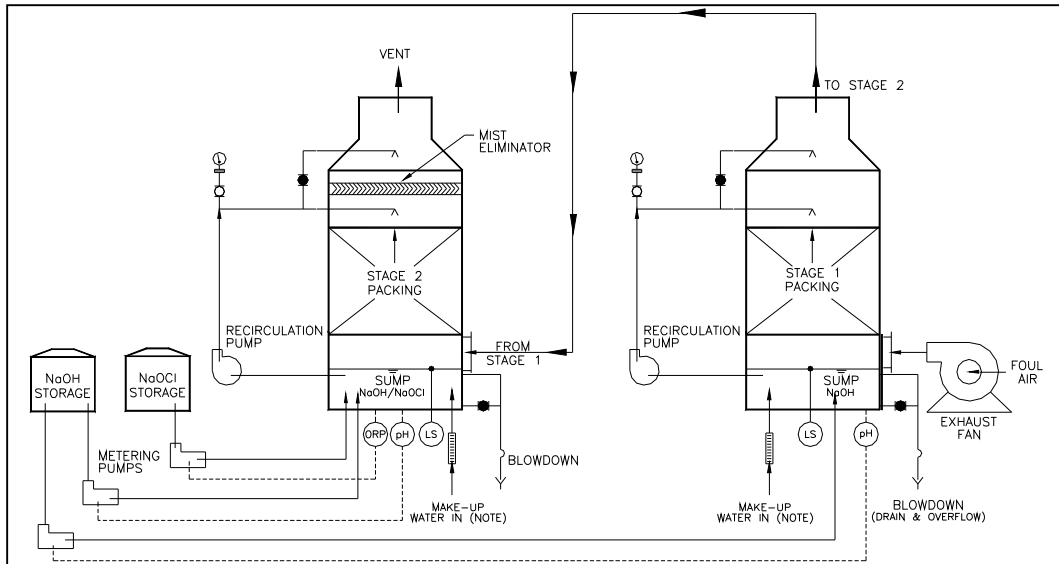 VENT
TO STAGE 2
MIST
ELIMINATOR
STAGE 2
PACKING
STAGE 1
PACKING
RECIRCULATION
PUMP
FROM
STAGE 1
RECIRCULATION
PUMP
NaOH
STORAGE
NaOCl
STORAGE
SUMP
NaOH/NaOCl
SUMP
NaOH
FOUL
AIR
EXHAUST
FAN
ORP
pH
LS
LS
pH
METERING
PUMPS
BLOWDOWN
MAKE-UP
WATER IN (NOTE)
MAKE-UP
WATER IN (NOTE)
BLOWDOWN
(DRAIN & OVERFLOW)